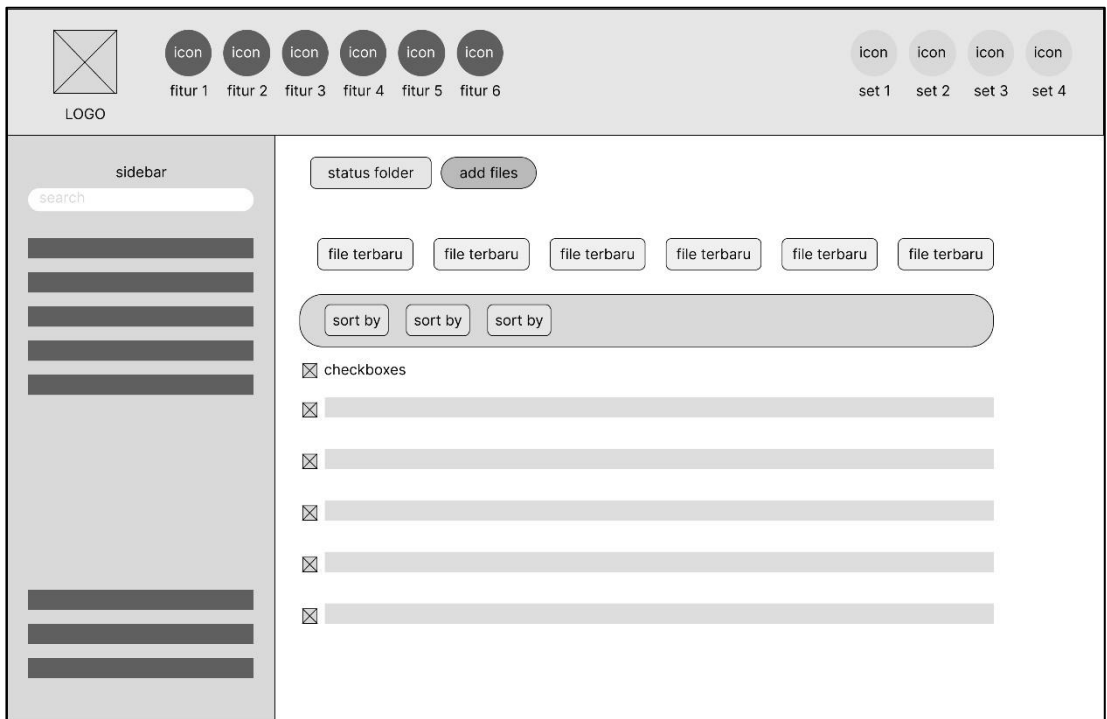 icon icon icon icon icon icon icon icon icon icon
fitur 1 fitur 2 fitur 3 fitur 4 fitur 5 fitur 6 set 1 set 2 set 3 set 4
LOGO
sidebar
search
status folder add files
file terbaru file terbaru file terbaru file terbaru file terbaru file terbaru
sort by sort by sort by
checkboxes